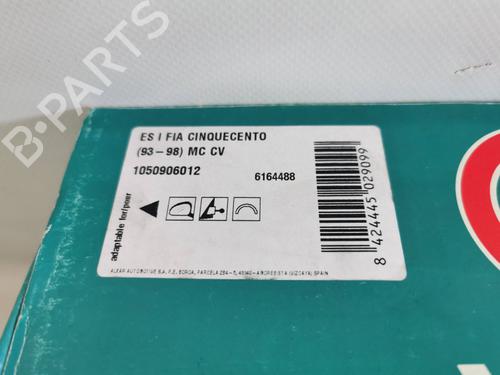 ES I FIA CINQUECENTO
(93-98) MC CV
1050906012
6164488
adaptable for/pour
8 424445 029099
ALKAR AUTOMOTIVE S.A., P.E. BOROA, PARCELA 2B4 - 5, 48340 - AMOREBIETA (VIZCAYA) SPAIN
B-PARTS